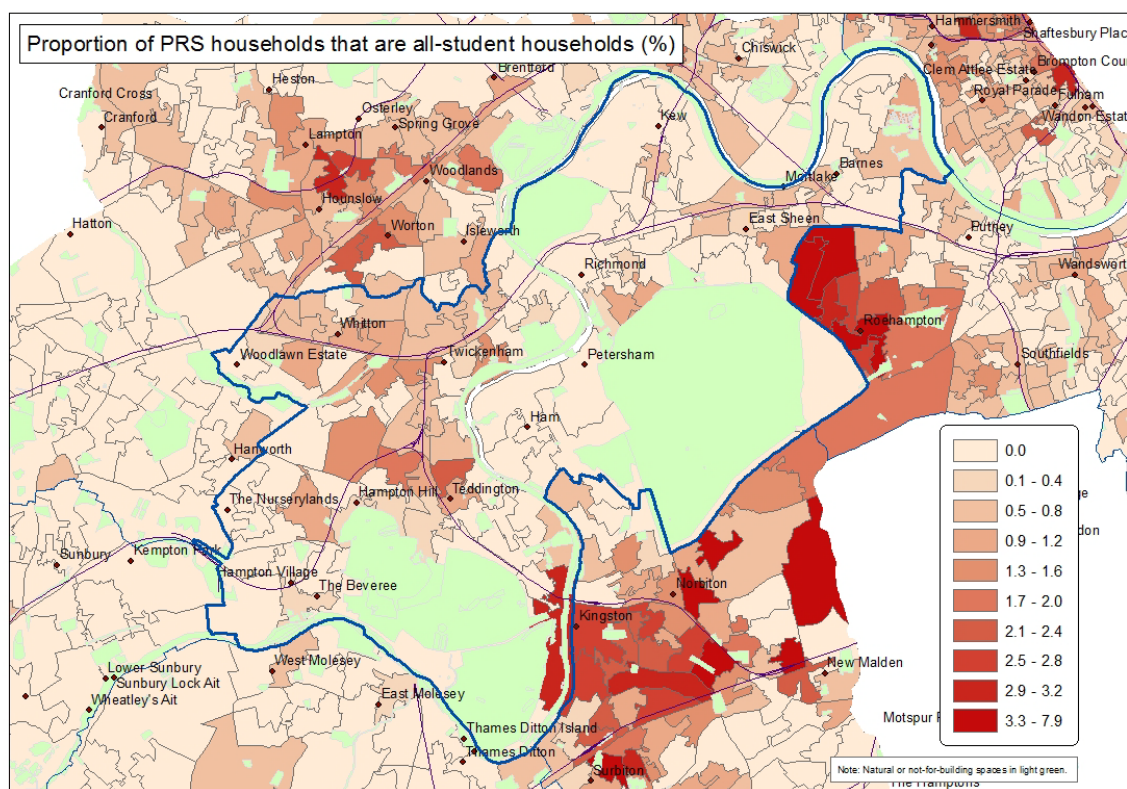 Proportion of PRS households that are all-student households (%)
Hammersmith
Shaftesbury Plac
Chiswick
Brentford
Brompton Cour
Heston
Clem Attlee Estate
Cranford Cross
Royal Parade
Fulham
Osterley
Cranford
Spring Grove
Kew
Wandon Estate
Lampton
Barnes
Woodlands
Mortlake
Hounslow
East Sheen
Hatton
Worton
Isleworth
Putney
Richmond
Wandswort
Whitton
Roehampton
Woodlawn Estate
Twickenham
Petersham
Southfields
Ham
Hanworth
The Nurserylands
Hampton Hill
Teddington
Sunbury
Kempton Park
Hampton Village
The Beveree
Norbiton
Kingston
Lower Sunbury
Sunbury Lock Ait
Wheatley's Ait
West Molesey
New Malden
East Molesey
Motspur P
Thames Ditton Island
Thames Ditton
Surbiton
The Hamptons
0.0
0.1 - 0.4
0.5 - 0.8
0.9 - 1.2
1.3 - 1.6
1.7 - 2.0
2.1 - 2.4
2.5 - 2.8
2.9 - 3.2
3.3 - 7.9
ge
don
Note: Natural or not-for-building spaces in light green.